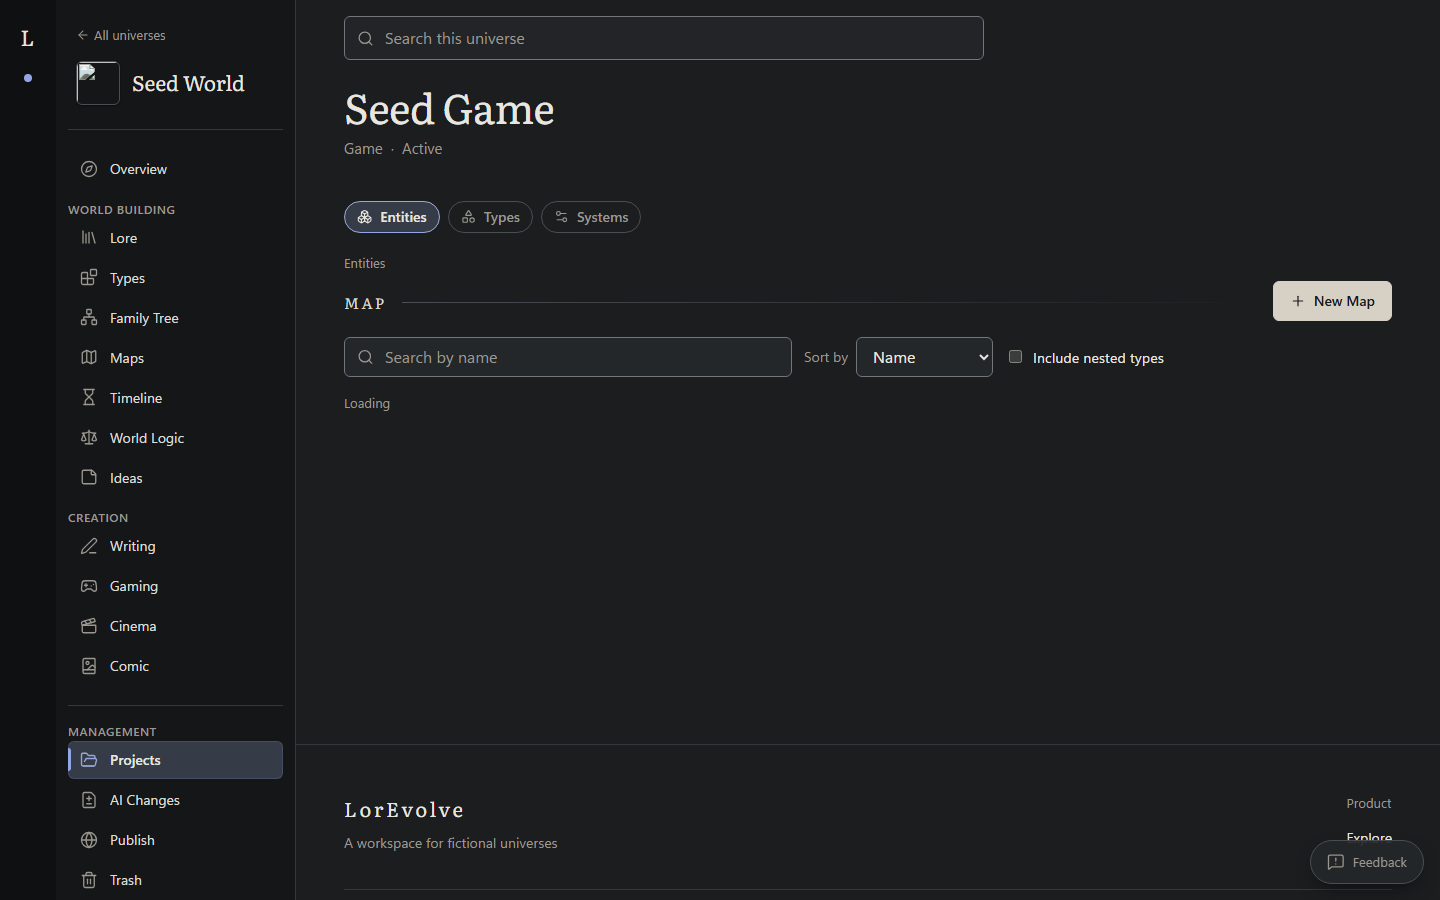 L
All universes
Seed World
Overview
WORLD BUILDING
Lore
Types
Family Tree
Maps
Timeline
World Logic
Ideas
CREATION
Writing
Gaming
Cinema
Comic
MANAGEMENT
Projects
AI Changes
Publish
Trash
Search this universe
Seed Game
Game · Active
Entities Types Systems
Entities
MAP
New Map
Search by name Sort by Name Include nested types
Loading
LorEvolve
A workspace for fictional universes
Product
Explore
Feedback